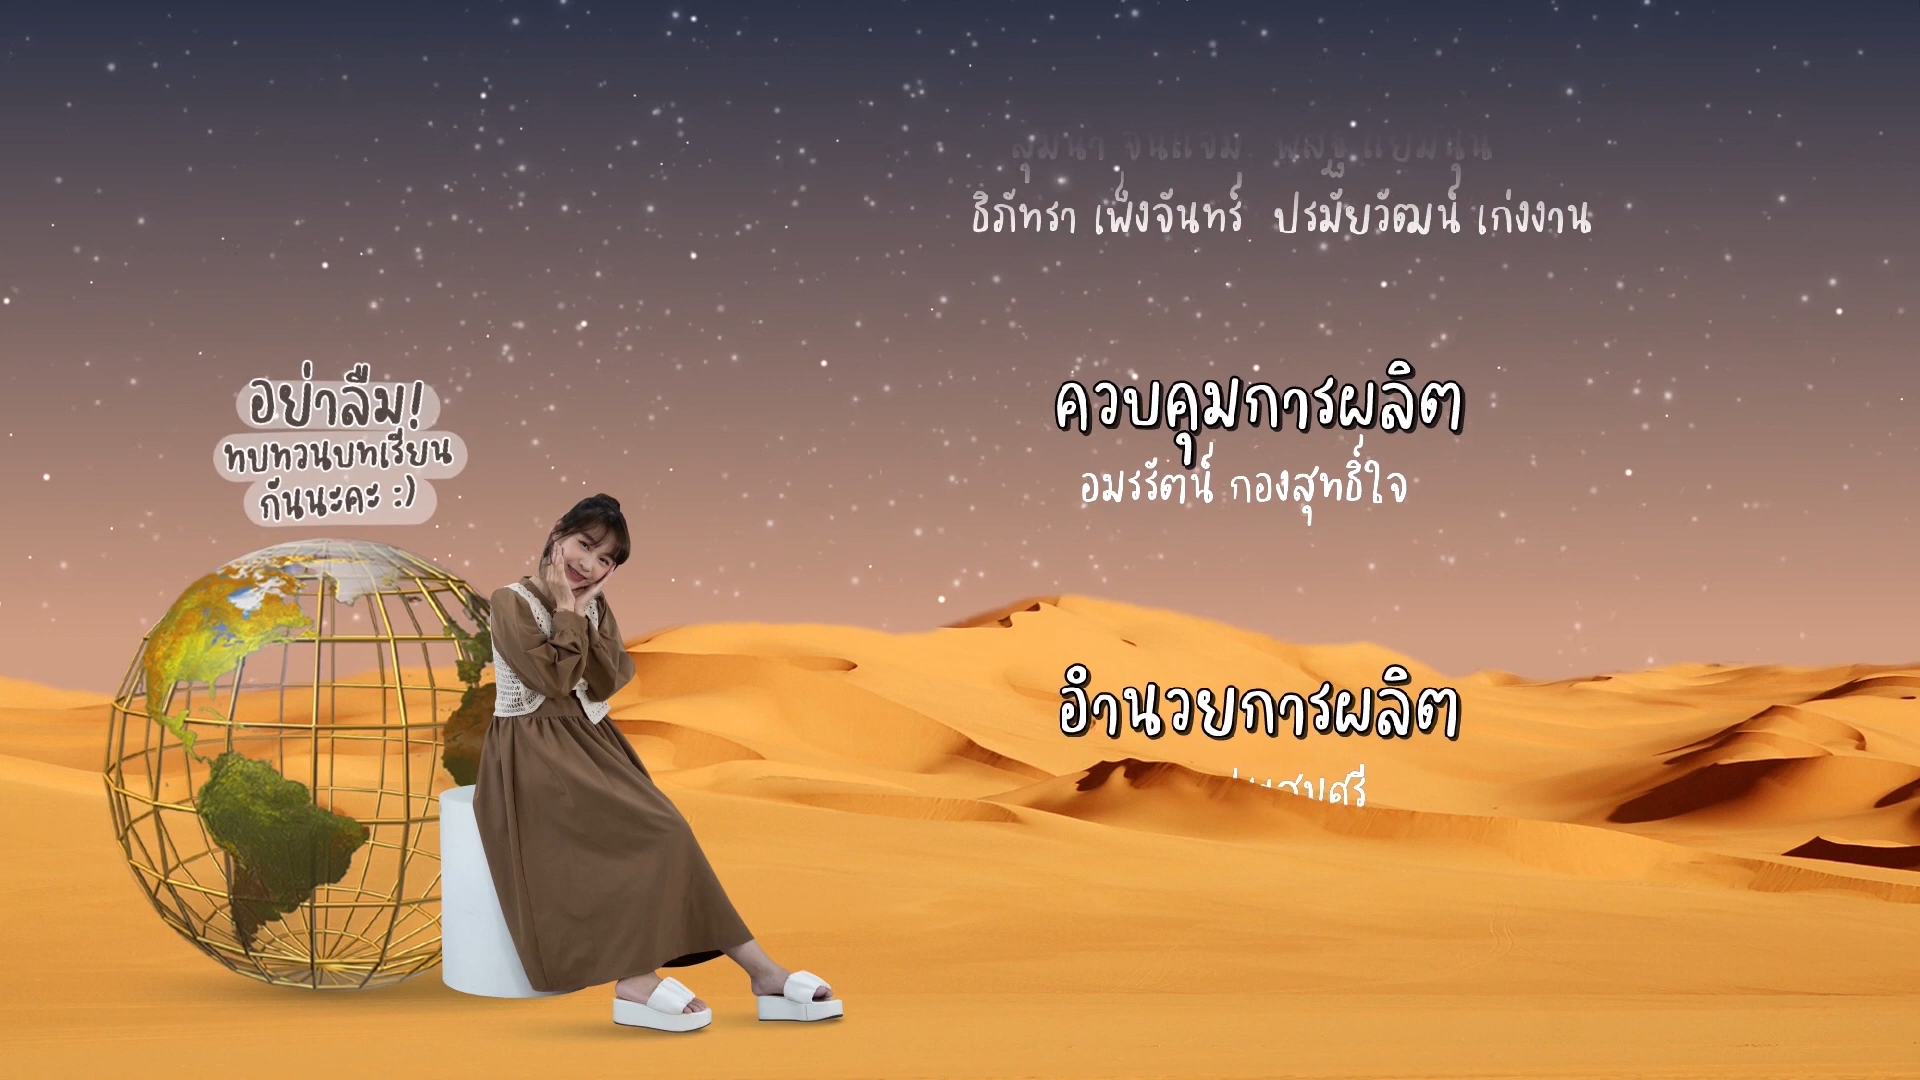 อย่าลืม!
ทบทวนบทเรียน
กันนะคะ :)
ธิภัทรา เพ็งจันทร์ ปรมัยวัฒน์ เก่งงาน
ควบคุมการผลิต
อมรรัตน์ กองสุทธิ์ใจ
อำนวยการผลิต